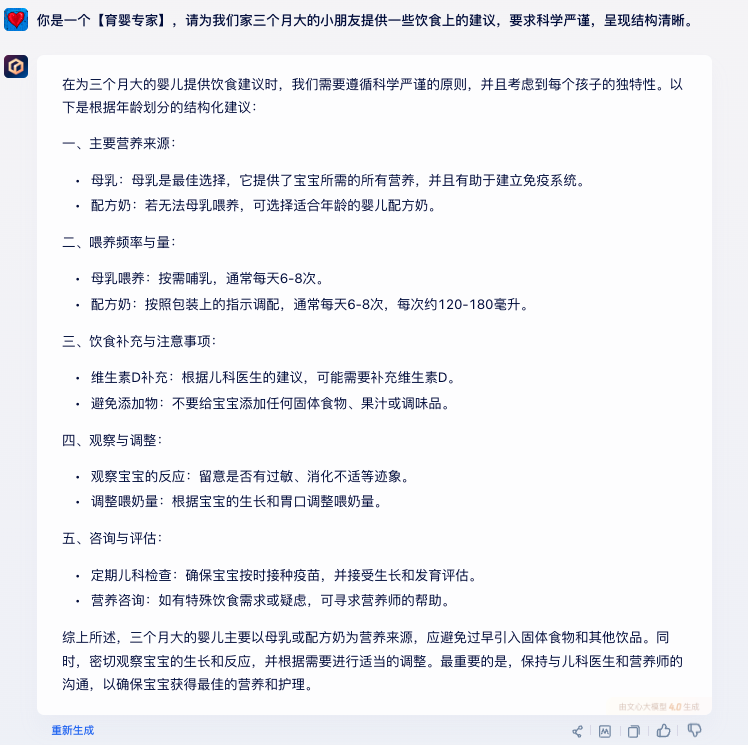 你是一个【育婴专家】，请为我们家三个月大的小朋友提供一些饮食上的建议，要求科学严谨，呈现结构清晰。
在为三个月大的婴儿提供饮食建议时，我们需要遵循科学严谨的原则，并且考虑到每个孩子的独特性。以
下是根据年龄划分的结构化建议：
一、主要营养来源：
• 母乳：母乳是最佳选择，它提供了宝宝所需的所有营养，并且有助于建立免疫系统。
• 配方奶：若无法母乳喂养，可选择适合年龄的婴儿配方奶。
二、喂养频率与量：
• 母乳喂养：按需哺乳，通常每天6-8次。
• 配方奶：按照包装上的指示调配，通常每天6-8次，每次约120-180毫升。
三、饮食补充与注意事项：
• 维生素D补充：根据儿科医生的建议，可能需要补充维生素D。
• 避免添加物：不要给宝宝添加任何固体食物、果汁或调味品。
四、观察与调整：
• 观察宝宝的反应：留意是否有过敏、消化不适等迹象。
• 调整喂奶量：根据宝宝的生长和胃口调整喂奶量。
五、咨询与评估：
• 定期儿科检查：确保宝宝按时接种疫苗，并接受生长和发育评估。
• 营养咨询：如有特殊饮食需求或疑虑，可寻求营养师的帮助。
综上所述，三个月大的婴儿主要以母乳或配方奶为营养来源，应避免过早引入固体食物和其他饮品。同
时，密切观察宝宝的生长和反应，并根据需要进行适当的调整。最重要的是，保持与儿科医生和营养师的
沟通，以确保宝宝获得最佳的营养和护理。
由文心大模型 4.0 生成
重新生成